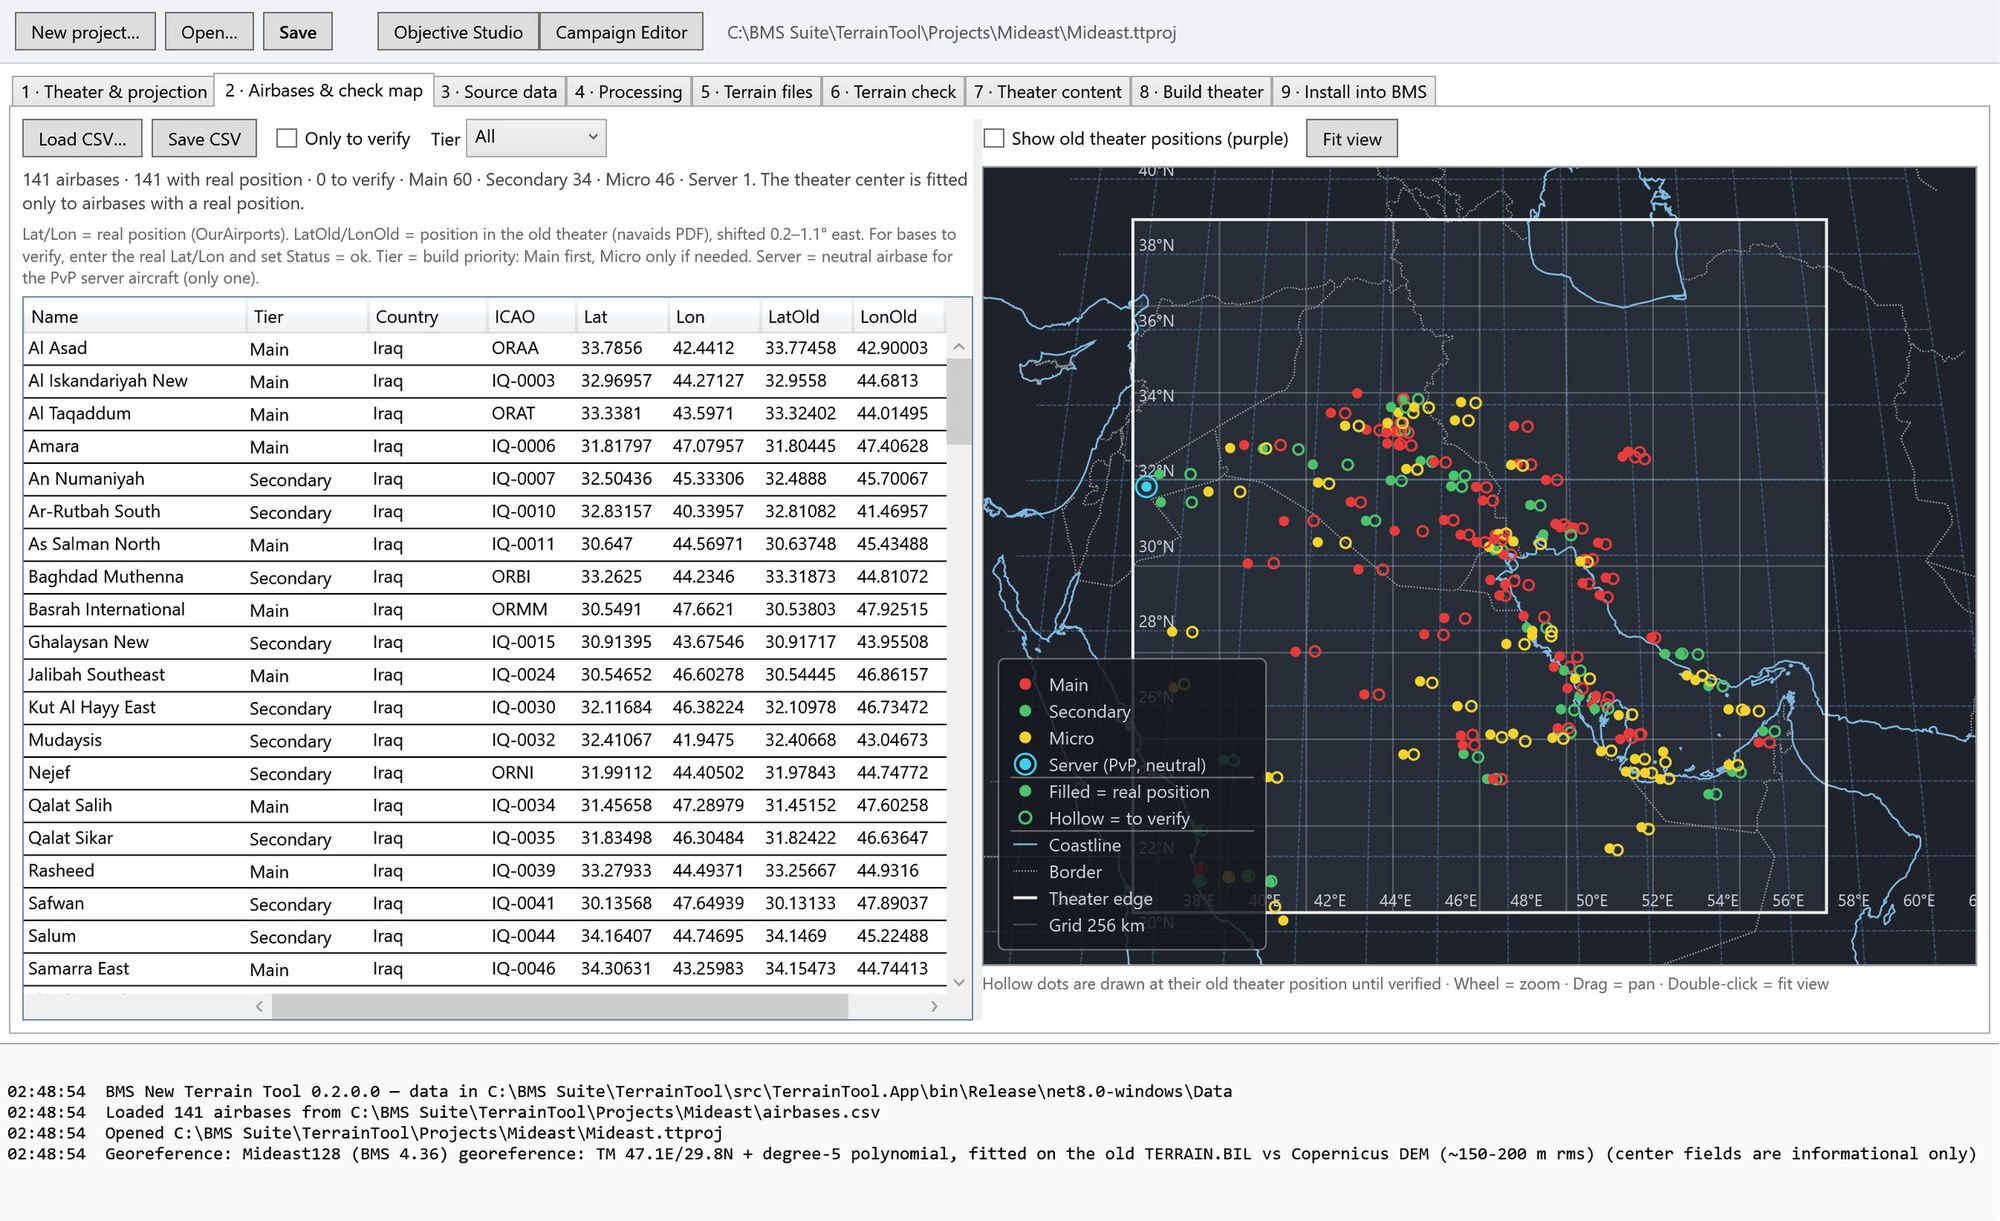 New project... Open... Save Objective Studio Campaign Editor C:\BMS Suite\TerrainTool\Projects\Mideast\Mideast.ttproj
1 · Theater & projection 2 · Airbases & check map 3 · Source data 4 · Processing 5 · Terrain files 6 · Terrain check 7 · Theater content 8 · Build theater 9 · Install into BMS
Load CSV... Save CSV Only to verify Tier All
141 airbases · 141 with real position · 0 to verify · Main 60 · Secondary 34 · Micro 46 · Server 1. The theater center is fitted
only to airbases with a real position.
Lat/Lon = real position (OurAirports). LatOld/LonOld = position in the old theater (navaids PDF), shifted 0.2–1.1° east. For bases to
verify, enter the real Lat/Lon and set Status = ok. Tier = build priority: Main first, Micro only if needed. Server = neutral airbase for
the PvP server aircraft (only one).
Name Tier Country ICAO Lat Lon LatOld LonOld
Al Asad Main Iraq ORAA 33.7856 42.4412 33.77458 42.90003
Al Iskandariyah New Main Iraq IQ-0003 32.96957 44.27127 32.9558 44.6813
Al Taqaddum Main Iraq ORAT 33.3381 43.5971 33.32402 44.01495
Amara Main Iraq IQ-0006 31.81797 47.07957 31.80445 47.40628
An Numaniyah Secondary Iraq IQ-0007 32.50436 45.33306 32.4888 45.70067
Ar-Rutbah South Secondary Iraq IQ-0010 32.83157 40.33957 32.81082 41.46957
As Salman North Main Iraq IQ-0011 30.647 44.56971 30.63748 45.43488
Baghdad Muthenna Secondary Iraq ORBI 33.2625 44.2346 33.31873 44.81072
Basrah International Main Iraq ORMM 30.5491 47.6621 30.53803 47.92515
Ghalaysan New Secondary Iraq IQ-0015 30.91395 43.67546 30.91717 43.95508
Jalibah Southeast Main Iraq IQ-0024 30.54652 46.60278 30.54445 46.86157
Kut Al Hayy East Secondary Iraq IQ-0030 32.11684 46.38224 32.10978 46.73472
Mudaysis Secondary Iraq IQ-0032 32.41067 41.9475 32.40668 43.04673
Nejef Secondary Iraq ORNI 31.99112 44.40502 31.97843 44.74772
Qalat Salih Main Iraq IQ-0034 31.45658 47.28979 31.45152 47.60258
Qalat Sikar Secondary Iraq IQ-0035 31.83498 46.30484 31.82422 46.63647
Rasheed Main Iraq IQ-0039 33.27933 44.49371 33.25667 44.9316
Safwan Secondary Iraq IQ-0041 30.13568 47.64939 30.13133 47.89037
Salum Secondary Iraq IQ-0044 34.16407 44.74695 34.1469 45.22488
Samarra East Main Iraq IQ-0046 34.30631 43.25983 34.15473 44.74413
Show old theater positions (purple) Fit view
40°N
38°N
36°N
34°N
32°N
30°N
28°N
26°N
22°N
20°N
38°E 40°E 42°E 44°E 46°E 48°E 50°E 52°E 54°E 56°E 58°E 60°E 6
Main
Secondary
Micro
Server (PvP, neutral)
Filled = real position
Hollow = to verify
Coastline
Border
Theater edge
Grid 256 km
Hollow dots are drawn at their old theater position until verified · Wheel = zoom · Drag = pan · Double-click = fit view
02:48:54 BMS New Terrain Tool 0.2.0.0 — data in C:\BMS Suite\TerrainTool\src\TerrainTool.App\bin\Release\net8.0-windows\Data
02:48:54 Loaded 141 airbases from C:\BMS Suite\TerrainTool\Projects\Mideast\airbases.csv
02:48:54 Opened C:\BMS Suite\TerrainTool\Projects\Mideast\Mideast.ttproj
02:48:54 Georeference: Mideast128 (BMS 4.36) georeference: TM 47.1E/29.8N + degree-5 polynomial, fitted on the old TERRAIN.BIL vs Copernicus DEM (~150-200 m rms) (center fields are informational only)